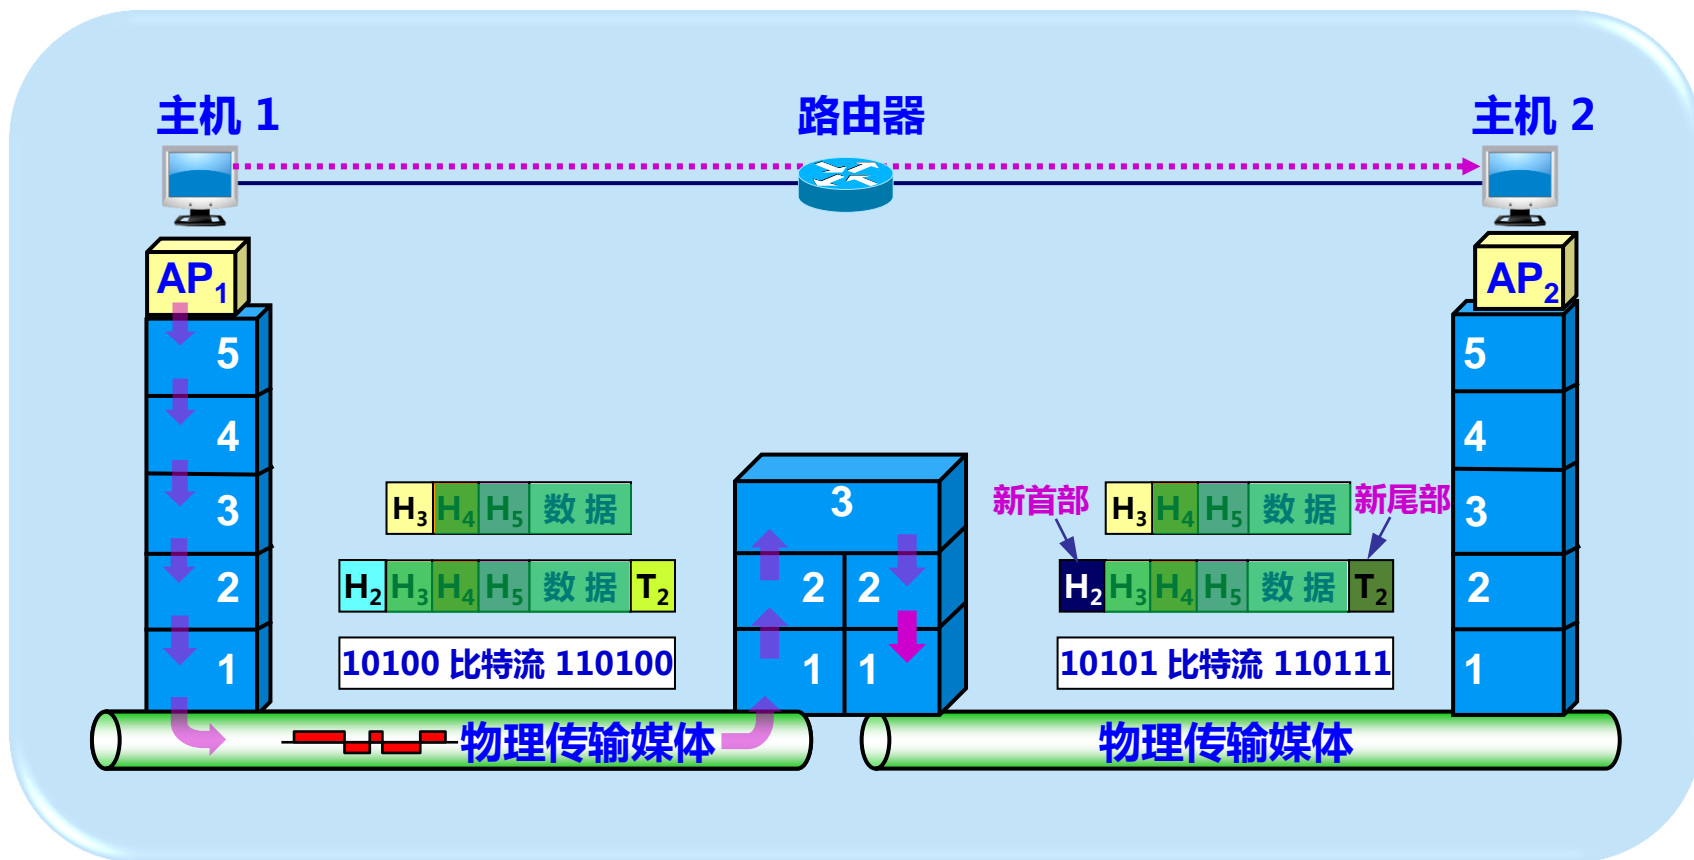 主机 1
路由器
主机 2
AP1
AP2
5
4
3
2
1
3
2 2
1 1
5
4
3
2
1
H3 H4 H5 数据
H2 H3 H4 H5 数据 T2
10100 比特流 110100
新首部
新尾部
H3 H4 H5 数据
H2 H3 H4 H5 数据 T2
10101 比特流 110111
物理传输媒体
物理传输媒体